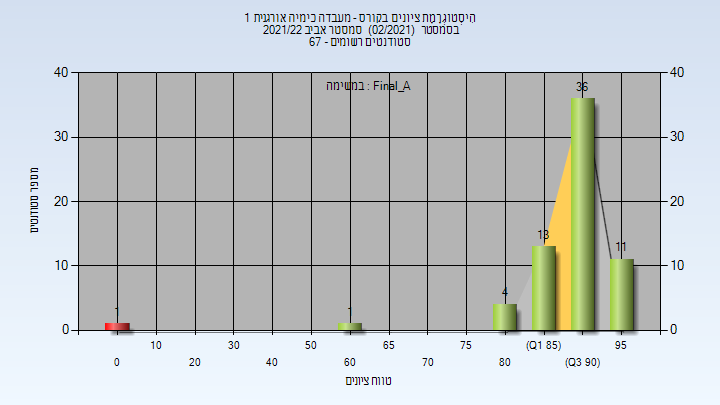 היסטוגרמת ציונים בקורס - מעבדה כימיה אורגנית 1
בסמסטר (02/2021) סמסטר אביב 2021/22
סטודנטים רשומים - 67
במשימה : Final_A
מספר סטודנטים
40 40
30 30
20 20
10 10
0 0
1 1 4 13 36 11
10 30 40 50 65 75 (Q1 85) 95
0 20 40 60 70 80 (Q3 90)
טווח ציונים